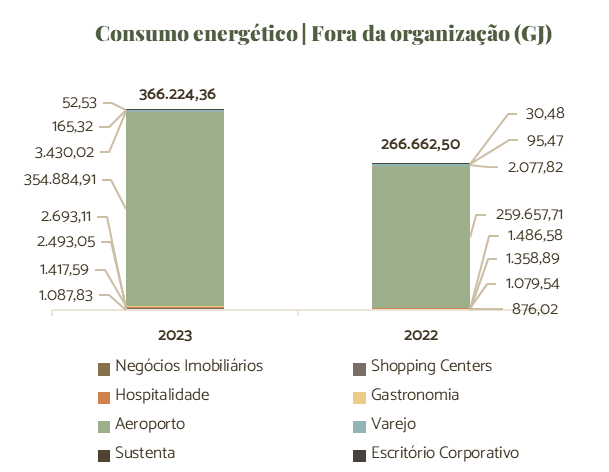 Consumo energético | Fora da organização (GJ)
366.224,36
52,53
165,32
3.430,02
354.884,91
2.693,11
2.493,05
1.417,59
1.087,83
266.662,50
30,48
95,47
2.077,82
259.657,71
1.486,58
1.358,89
1.079,54
876,02
2023
2022
Negócios Imobiliários
Shopping Centers
Hospitalidade
Gastronomia
Aeroporto
Varejo
Sustenta
Escritório Corporativo